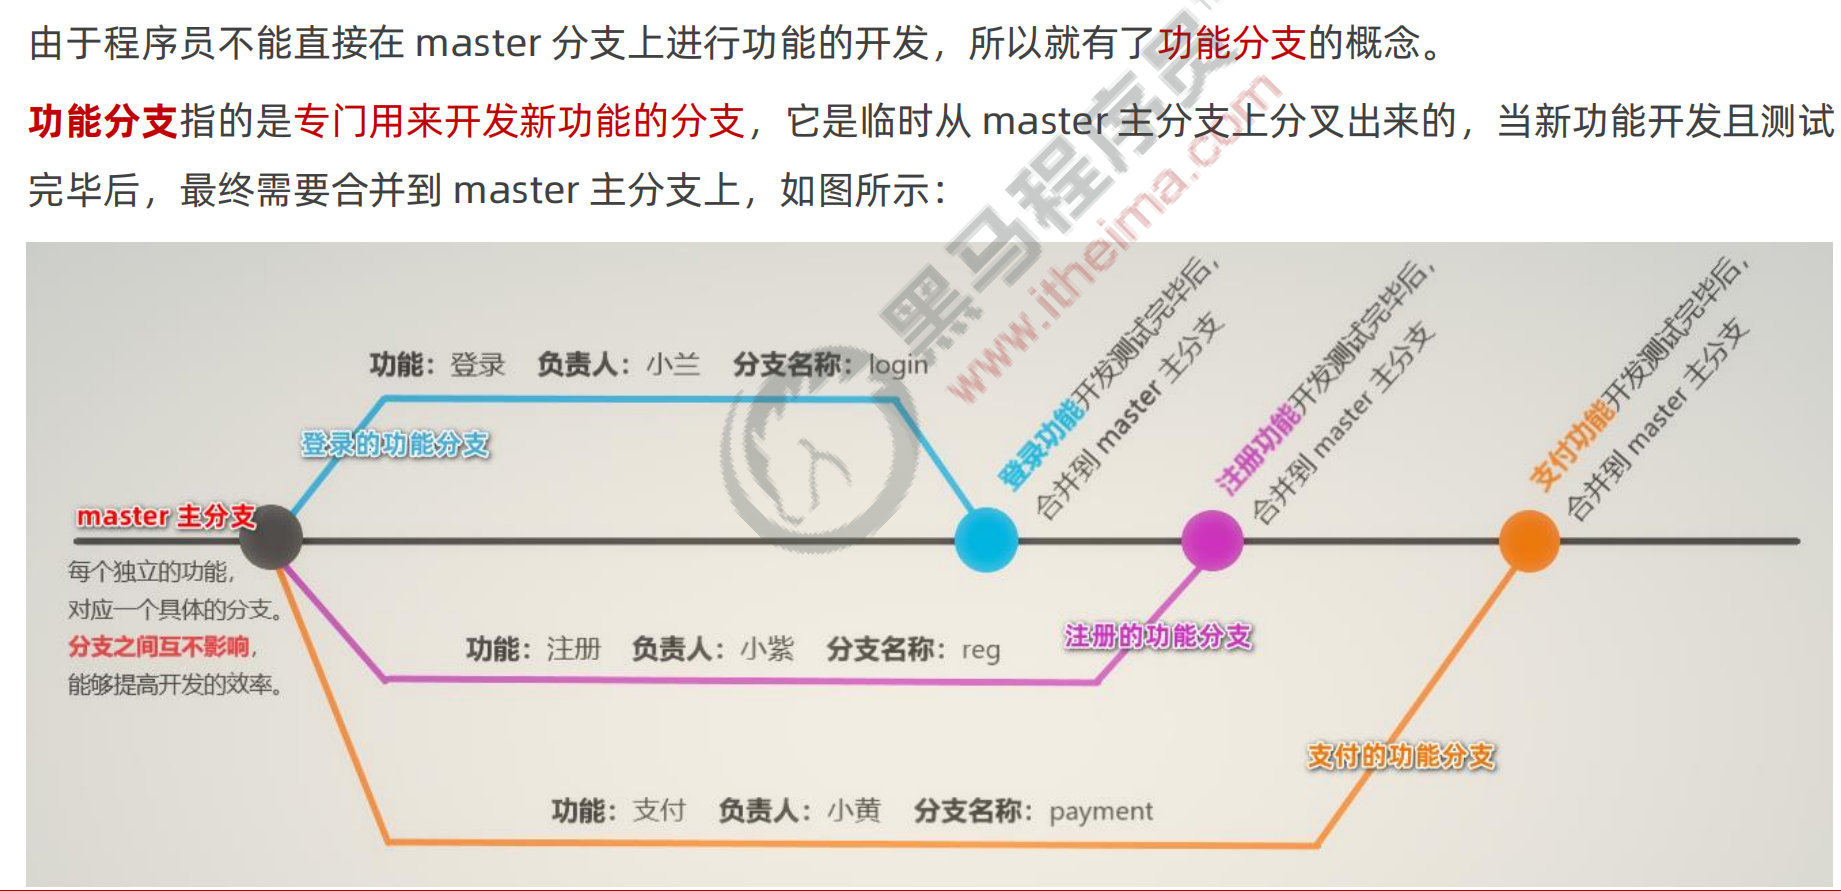 由于程序员不能直接在 master 分支上进行功能的开发，所以就有了功能分支的概念。
功能分支指的是专门用来开发新功能的分支，它是临时从 master 主分支上分叉出来的，当新功能开发且测试
完毕后，最终需要合并到 master 主分支上，如图所示：
黑马程序员
www.itheima.com
功能：登录 负责人：小兰 分支名称：login
登录的功能分支
master 主分支
每个独立的功能，
对应一个具体的分支。
分支之间互不影响，
能够提高开发的效率。
登录功能开发测试完毕后，
合并到 master 主分支
注册功能开发测试完毕后，
合并到 master 主分支
支付功能开发测试完毕后，
合并到 master 主分支
功能：注册 负责人：小紫 分支名称：reg
注册的功能分支
支付的功能分支
功能：支付 负责人：小黄 分支名称：payment